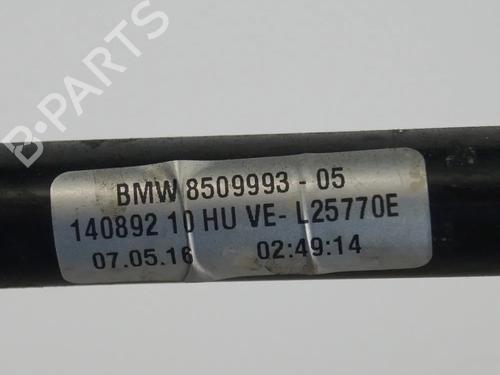 B-PARTS
BMW 8509993 - 05
140892 10 HU VE- L25770E
07.05.16 02:49:14